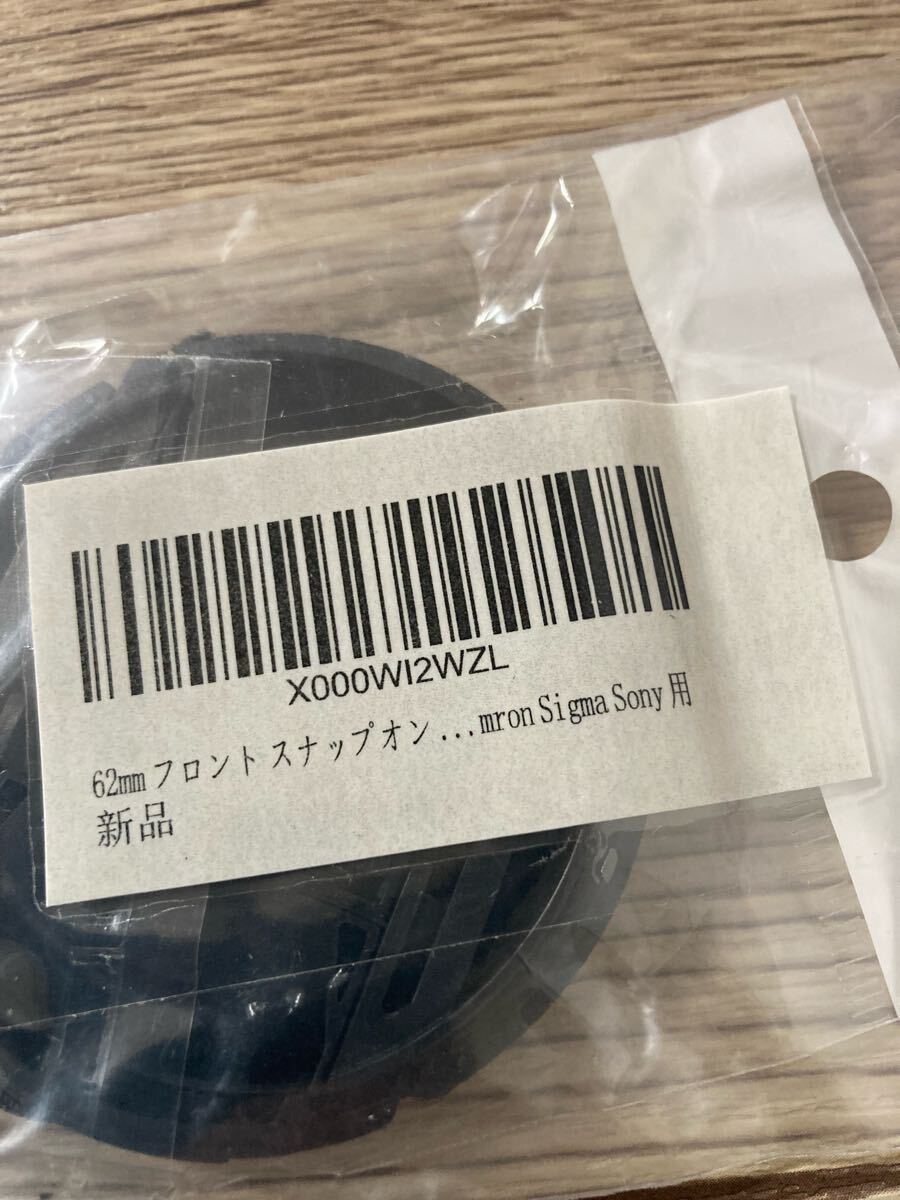 X000WI2WZL
62mm フロント スナップオン ...mron Sigma Sony 用
新品